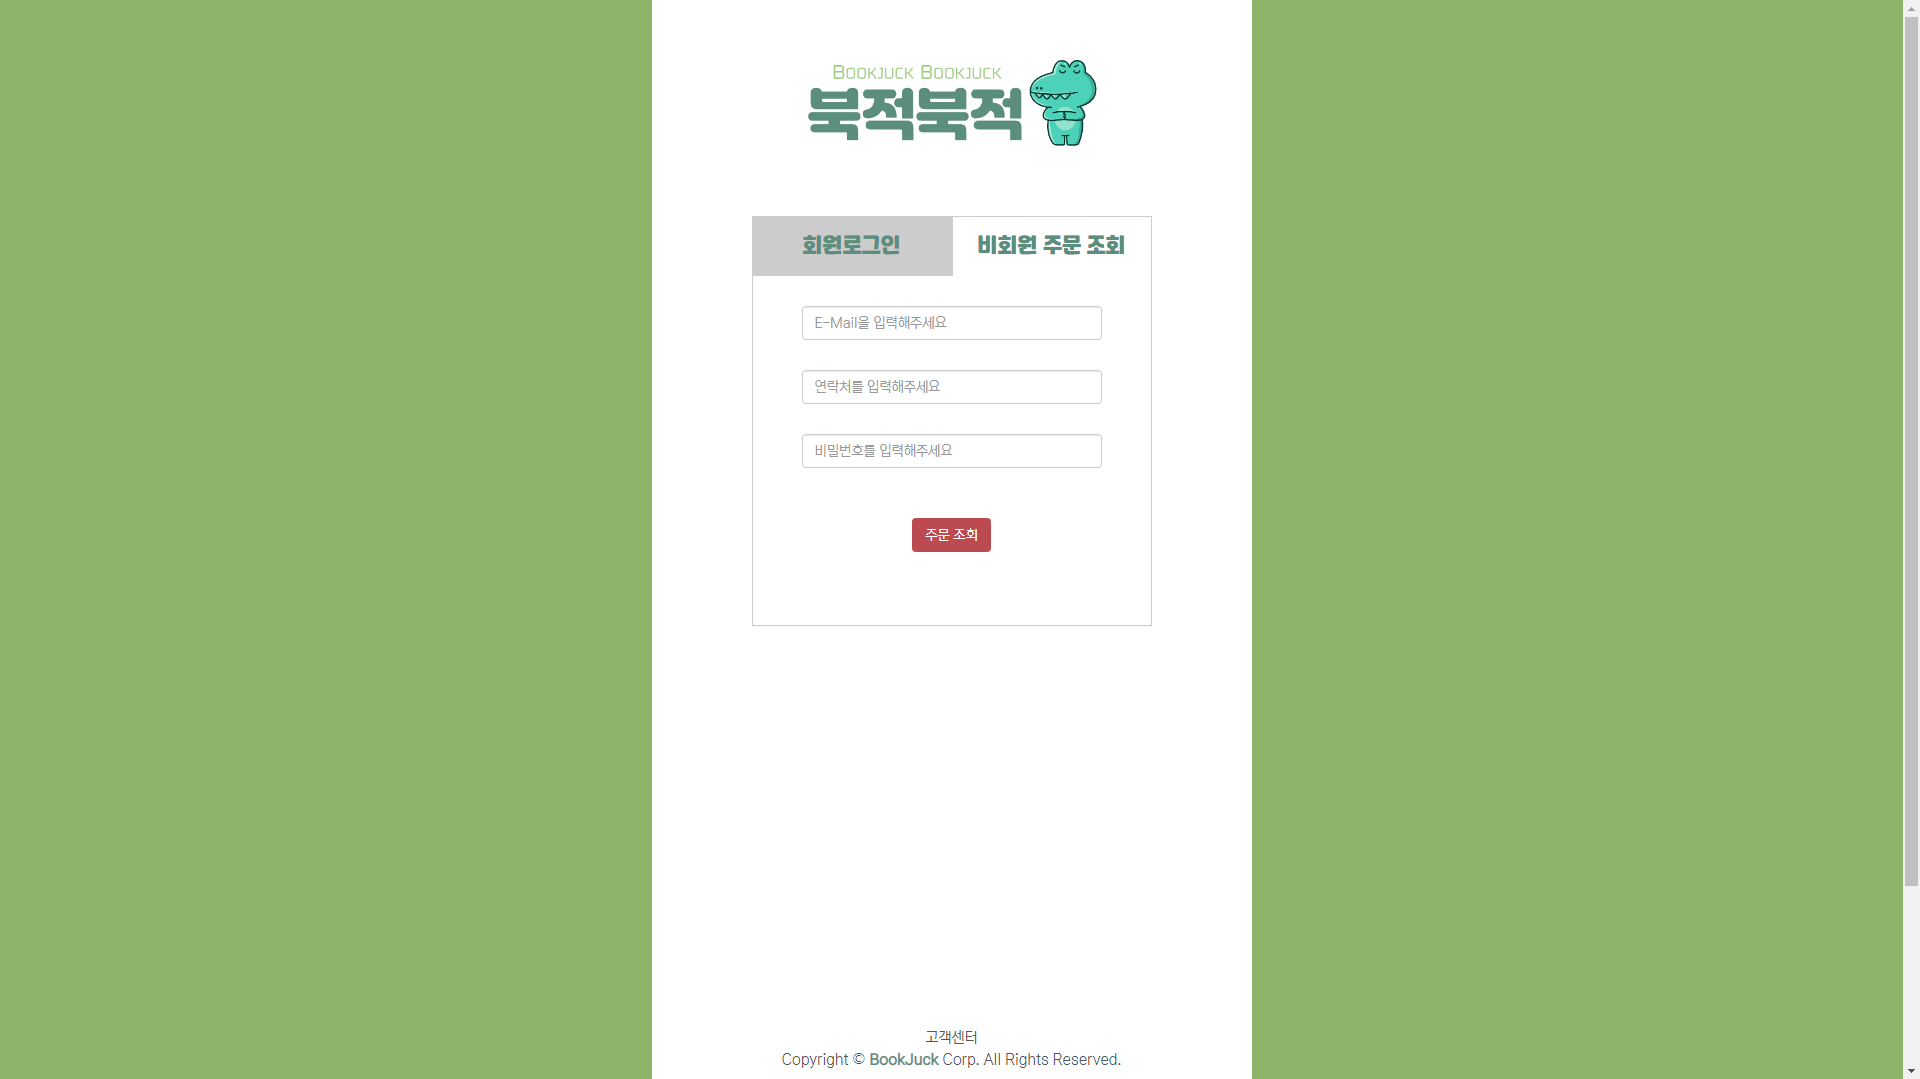 BOOKJUCK BOOKJUCK
북적북적
회원로그인
비회원 주문 조회
E-Mail을 입력해주세요
연락처를 입력해주세요
비밀번호를 입력해주세요
주문 조회
고객센터
Copyright © BookJuck Corp. All Rights Reserved.